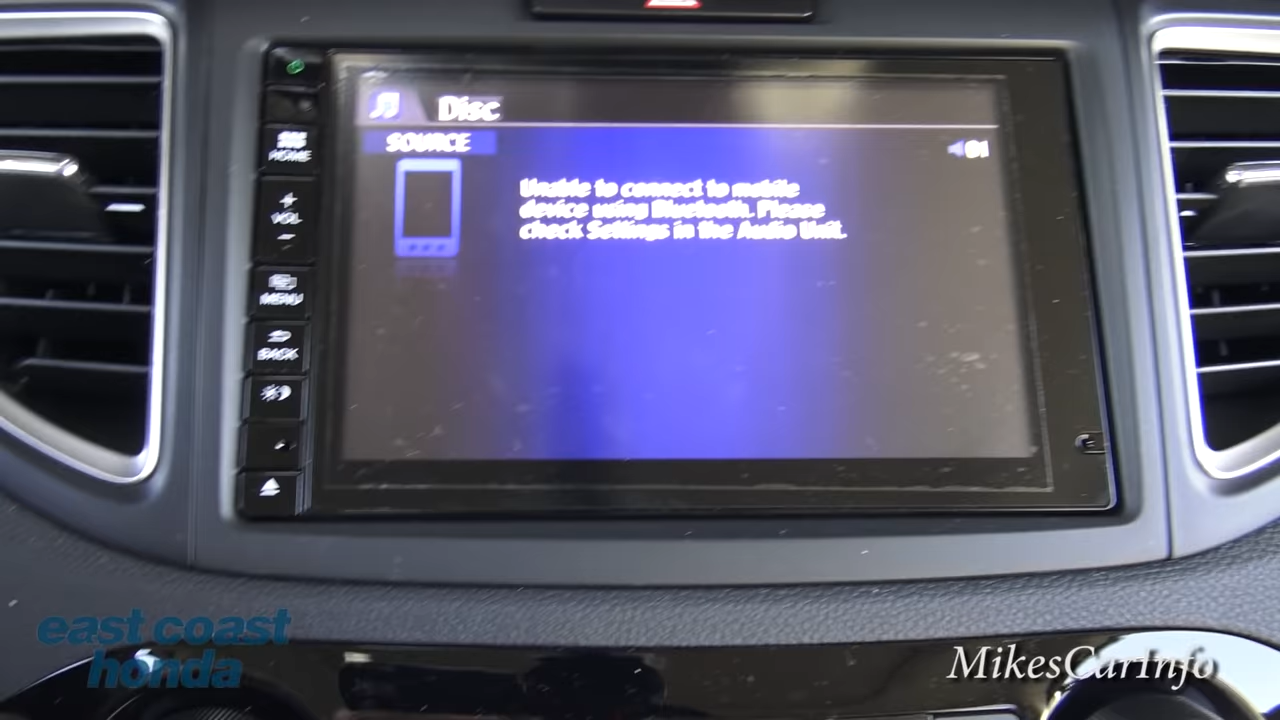 Disc
SOURCE
HOME
VOL
MENU
BACK
Unable to connect to mobile
device using Bluetooth. Please
check Settings in the Audio Unit.
east coast
honda
MikesCarInfo